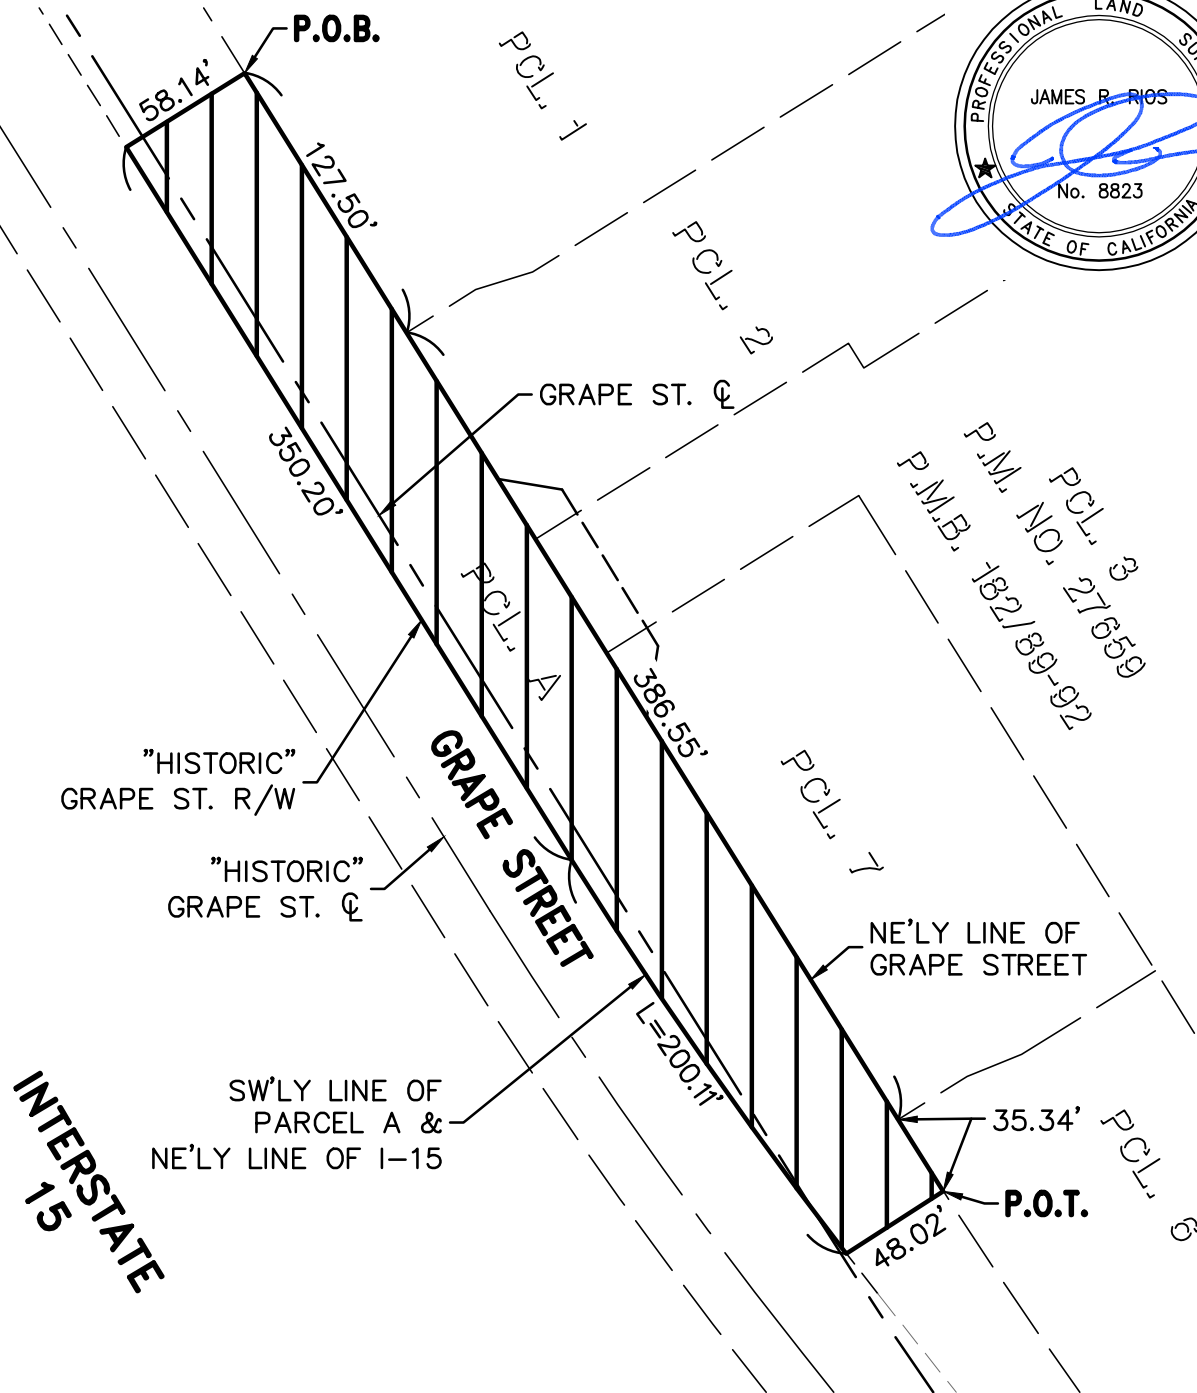 P.O.B.
58.14'
127.50'
PCL. 1
PROFESSIONAL LAND
JAMES R. RIOS
No. 8823
STATE OF CALIFORNIA
PCL. 2
GRAPE ST. ℄
350.20'
PCL. 3
P.M. NO. 27659
P.M.B. 182/89-92
PCL. A
386.55'
"HISTORIC"
GRAPE ST. R/W
GRAPE STREET
PCL. 7
"HISTORIC"
GRAPE ST. ℄
NE'LY LINE OF
GRAPE STREET
L=200.11'
SW'LY LINE OF
PARCEL A &
NE'LY LINE OF I-15
INTERSTATE
15
35.34'
P.O.T.
48.02'
PCL. 6